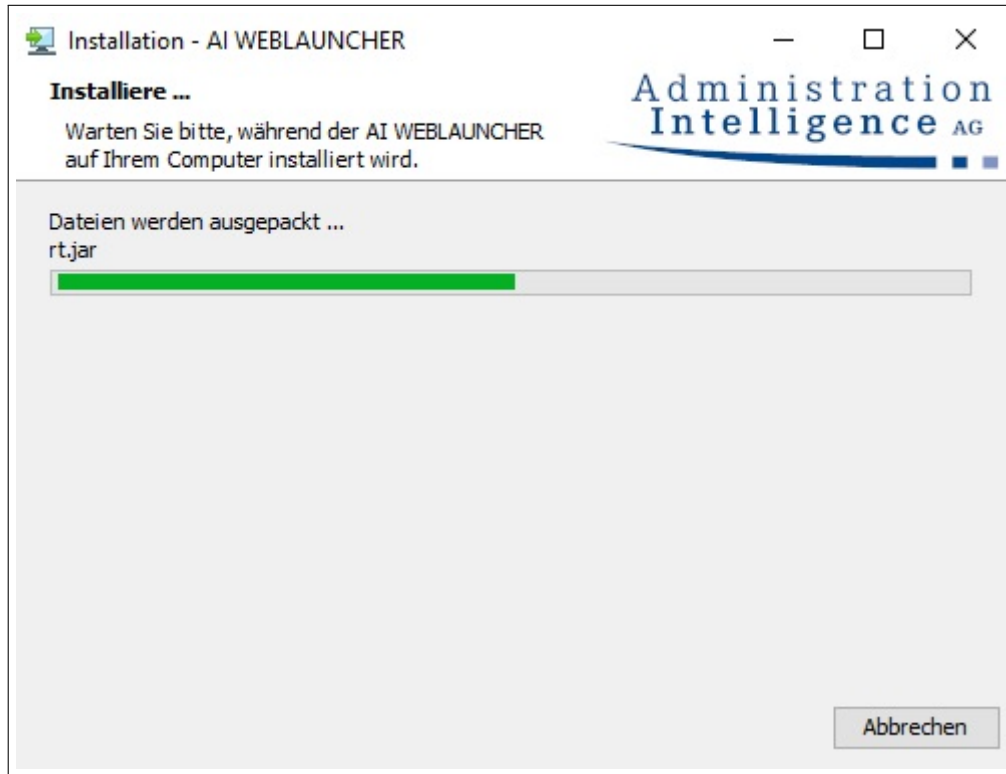 Installation - AI WEBLAUNCHER
Installiere ...
Warten Sie bitte, während der AI WEBLAUNCHER
auf Ihrem Computer installiert wird.
Administration
Intelligence AG
Dateien werden ausgepackt ...
rt.jar
Abbrechen